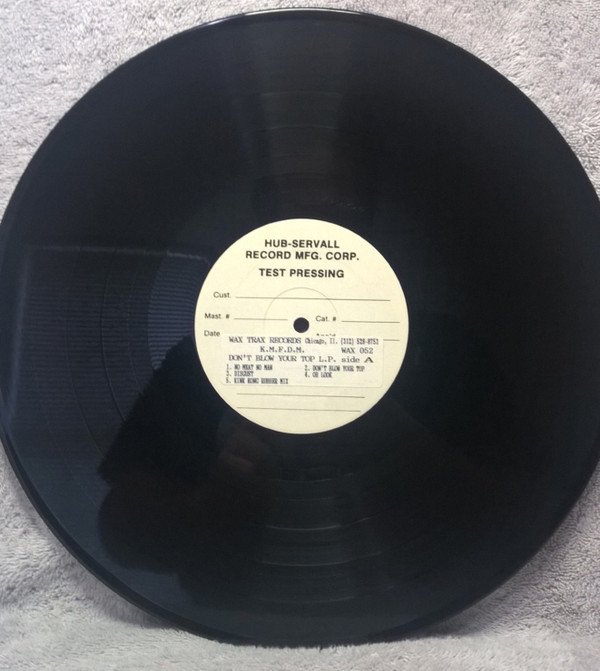 HUB-SERVALL
RECORD MFG. CORP.
TEST PRESSING
Cust.
Mast. # Cat. #
Date
WAX TRAX RECORDS Chicago, Il. (312) 528-8753
K.M.F.D.M. WAX 052
DON'T BLOW YOUR TOP L.P. side A
1. NO MEAT NO MAN 2. DON'T BLOW YOUR TOP
3. DISGUST 4. OH LOOK
5. KING KONG
MIX